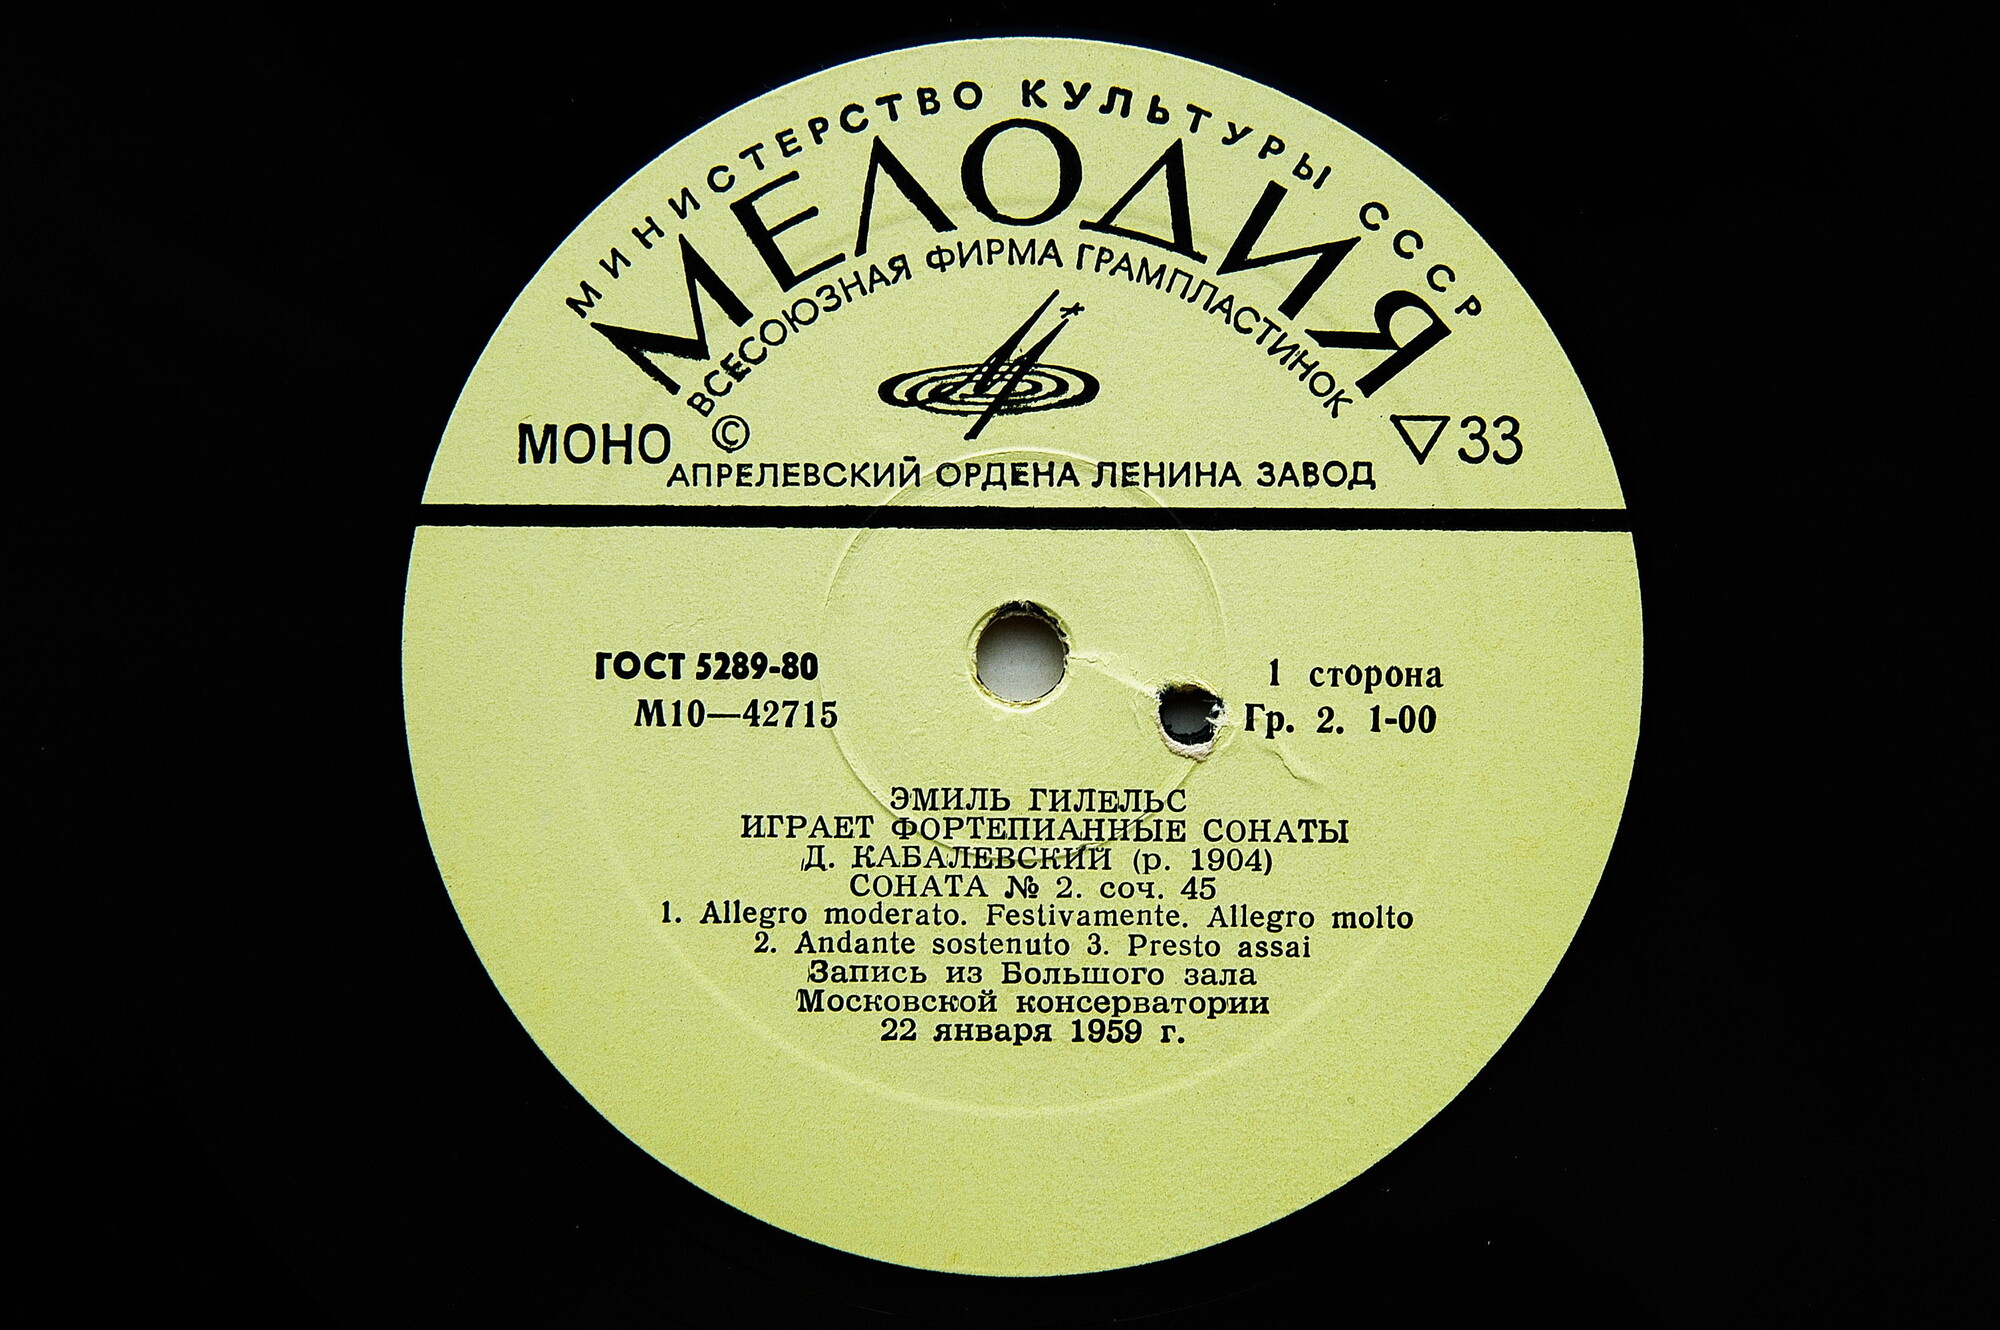 МИНИСТЕРСТВО КУЛЬТУРЫ СССР
МЕЛОДИЯ
ВСЕСОЮЗНАЯ ФИРМА ГРАМПЛАСТИНОК
МОНО © ▽33
АПРЕЛЕВСКИЙ ОРДЕНА ЛЕНИНА ЗАВОД
ГОСТ 5289-80
М10—42715
1 сторона
Гр. 2. 1-00
ЭМИЛЬ ГИЛЕЛЬС
ИГРАЕТ ФОРТЕПИАННЫЕ СОНАТЫ
Д. КАБАЛЕВСКИЙ (р. 1904)
СОНАТА № 2. соч. 45
1. Allegro moderato. Festivamente. Allegro molto
2. Andante sostenuto 3. Presto assai
Запись из Большого зала
Московской консерватории
22 января 1959 г.